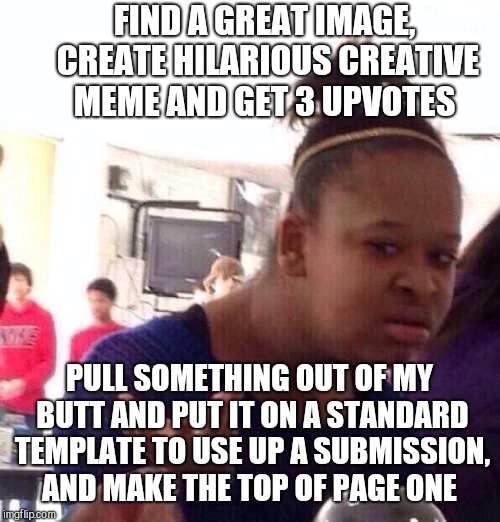 FIND A GREAT IMAGE,
CREATE HILARIOUS CREATIVE
MEME AND GET 3 UPVOTES
NIKE
PULL SOMETHING OUT OF MY
BUTT AND PUT IT ON A STANDARD
TEMPLATE TO USE UP A SUBMISSION,
AND MAKE THE TOP OF PAGE ONE
imgflip.com